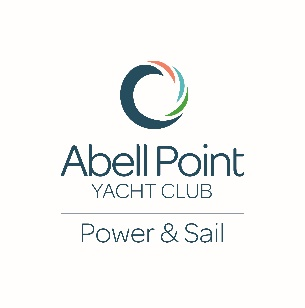 Abell Point
YACHT CLUB
Power & Sail